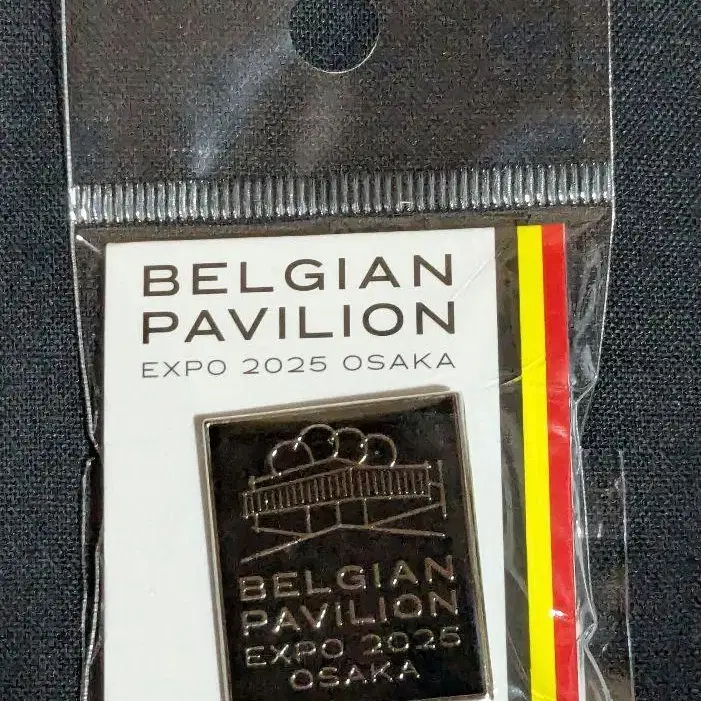 BELGIAN
PAVILION
EXPO 2025 OSAKA
BELGIAN
PAVILION
EXPO 2025
OSAKA